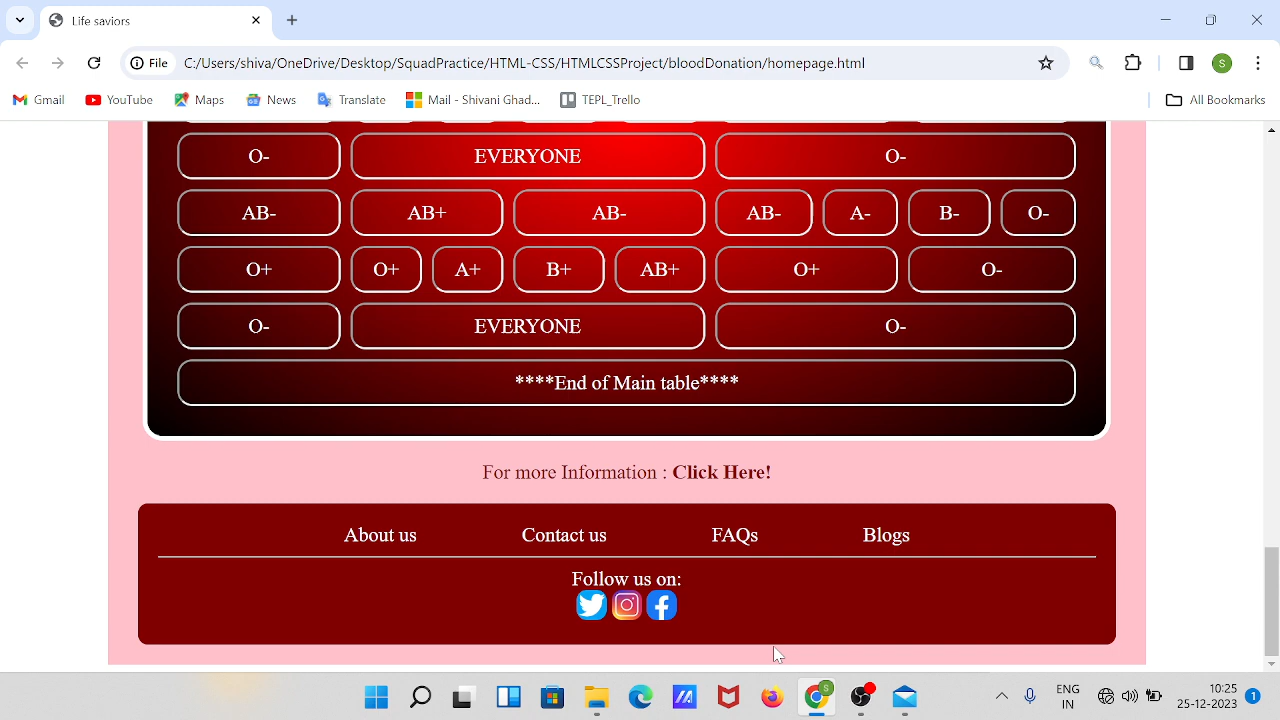 Life saviors
File
C:/Users/shiva/OneDrive/Desktop/SquadPractice/HTML-CSS/HTMLCSSProject/bloodDonation/homepage.html
S
Gmail YouTube Maps News Translate Mail - Shivani Ghad... TEPL_Trello All Bookmarks
O- EVERYONE O-
AB- AB+ AB- AB- A- B- O-
O+ O+ A+ B+ AB+ O+ O-
O- EVERYONE O-
****End of Main table****
For more Information : Click Here!
About us Contact us FAQs Blogs
Follow us on:
ENG 10:25
IN 25-12-2023 1